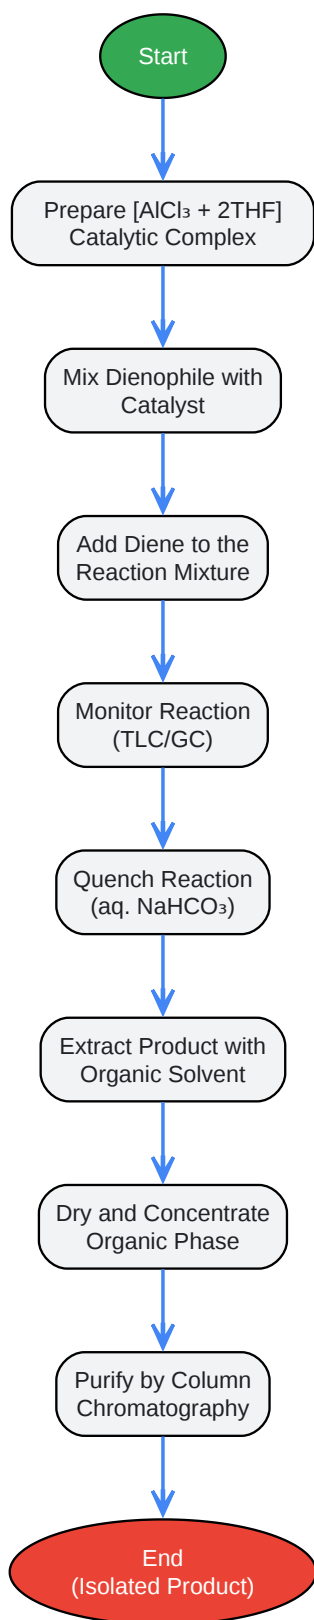 Start
Prepare [AlCl₃ + 2THF]
Catalytic Complex
Mix Dienophile with
Catalyst
Add Diene to the
Reaction Mixture
Monitor Reaction
(TLC/GC)
Quench Reaction
(aq. NaHCO₃)
Extract Product with
Organic Solvent
Dry and Concentrate
Organic Phase
Purify by Column
Chromatography
End
(Isolated Product)